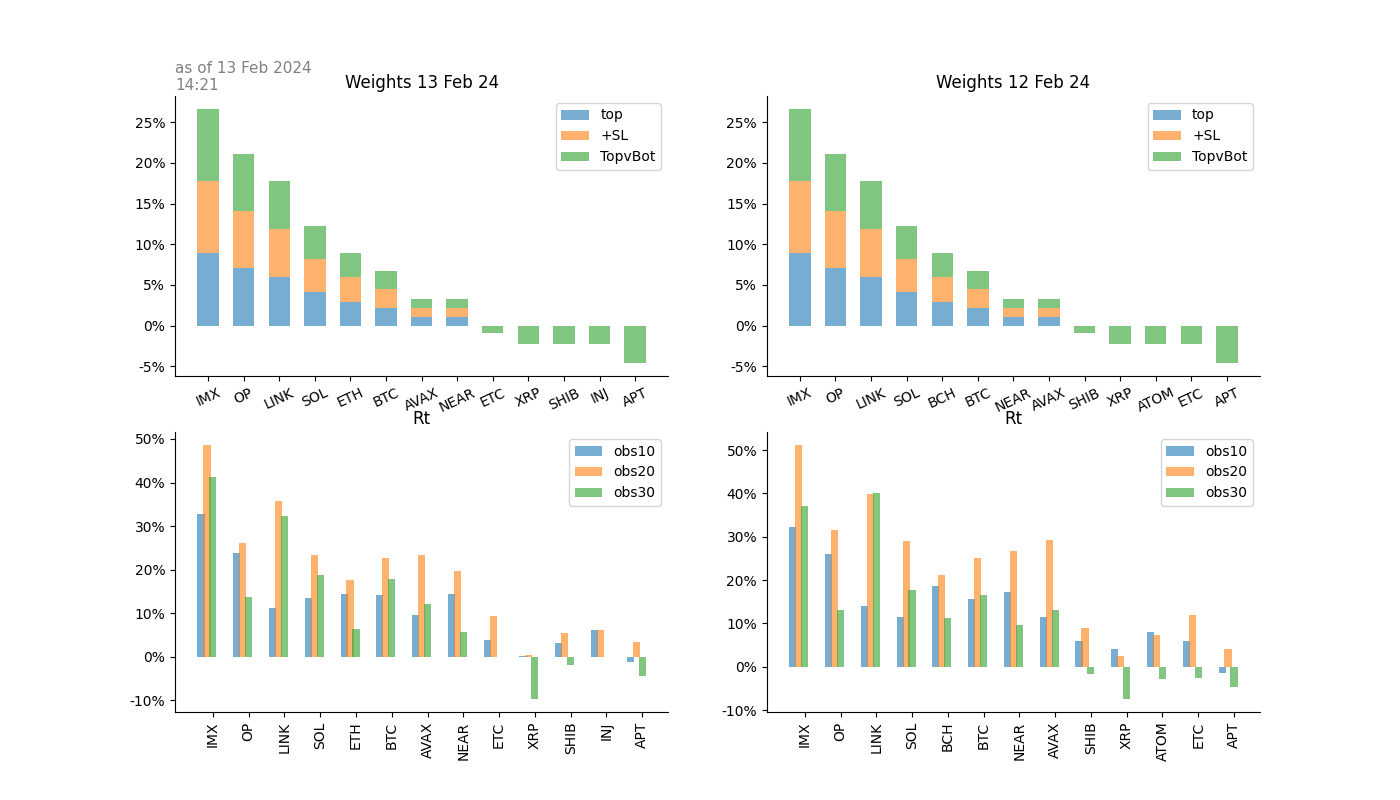 as of 13 Feb 2024
14:21
Weights 13 Feb 24
25%
20%
15%
10%
5%
0%
-5%
top
+SL
TopvBot
IMX OP LINK SOL ETH BTC AVAX NEAR ETC XRP SHIB INJ APT
Weights 12 Feb 24
25%
20%
15%
10%
5%
0%
-5%
top
+SL
TopvBot
IMX OP LINK SOL BCH BTC NEAR AVAX SHIB XRP ATOM ETC APT
Rt
50%
40%
30%
20%
10%
0%
-10%
obs10
obs20
obs30
IMX OP LINK SOL ETH BTC AVAX NEAR ETC XRP SHIB INJ APT
Rt
50%
40%
30%
20%
10%
0%
-10%
obs10
obs20
obs30
IMX OP LINK SOL BCH BTC NEAR AVAX SHIB XRP ATOM ETC APT